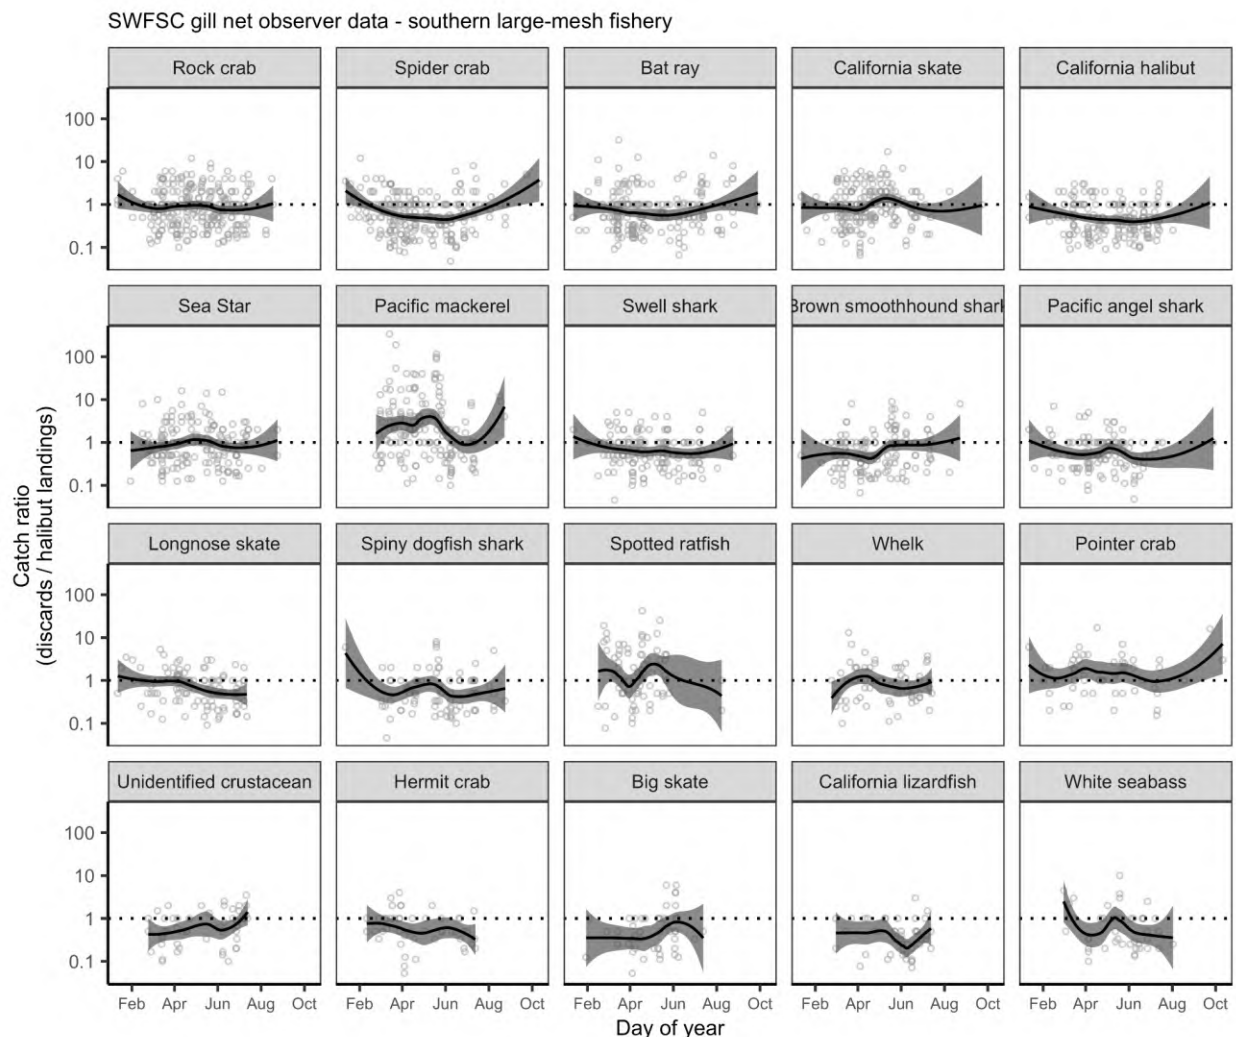 SWFSC gill net observer data - southern large-mesh fishery
Rock crab
Spider crab
Bat ray
California skate
California halibut
100
10
1
0.1
Sea Star
Pacific mackerel
Swell shark
Brown smoothhound shark
Pacific angel shark
100
10
1
0.1
Catch ratio
(discards / halibut landings)
Longnose skate
Spiny dogfish shark
Spotted ratfish
Whelk
Pointer crab
100
10
1
0.1
Unidentified crustacean
Hermit crab
Big skate
California lizardfish
White seabass
100
10
1
0.1
Feb Apr Jun Aug Oct
Feb Apr Jun Aug Oct
Feb Apr Jun Aug Oct
Feb Apr Jun Aug Oct
Feb Apr Jun Aug Oct
Day of year